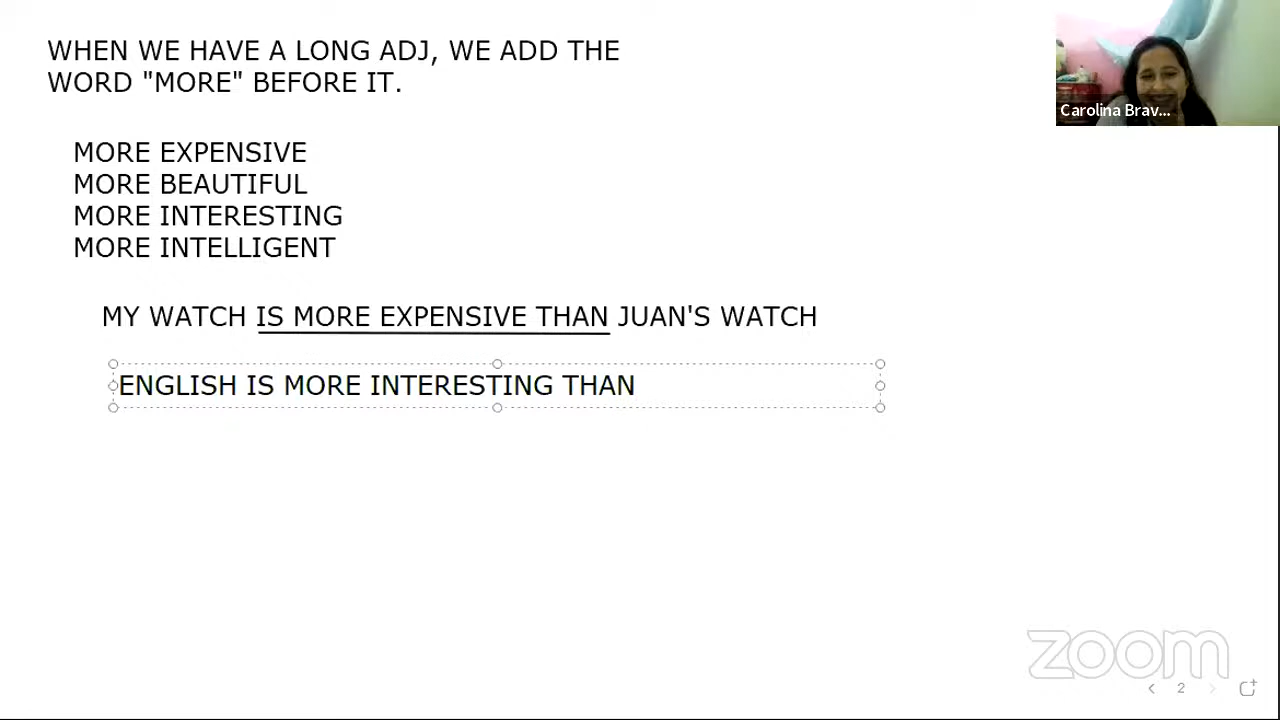 WHEN WE HAVE A LONG ADJ, WE ADD THE
WORD "MORE" BEFORE IT.
MORE EXPENSIVE
MORE BEAUTIFUL
MORE INTERESTING
MORE INTELLIGENT
MY WATCH IS MORE EXPENSIVE THAN JUAN'S WATCH
ENGLISH IS MORE INTERESTING THAN
Carolina Brav...
zoom
2